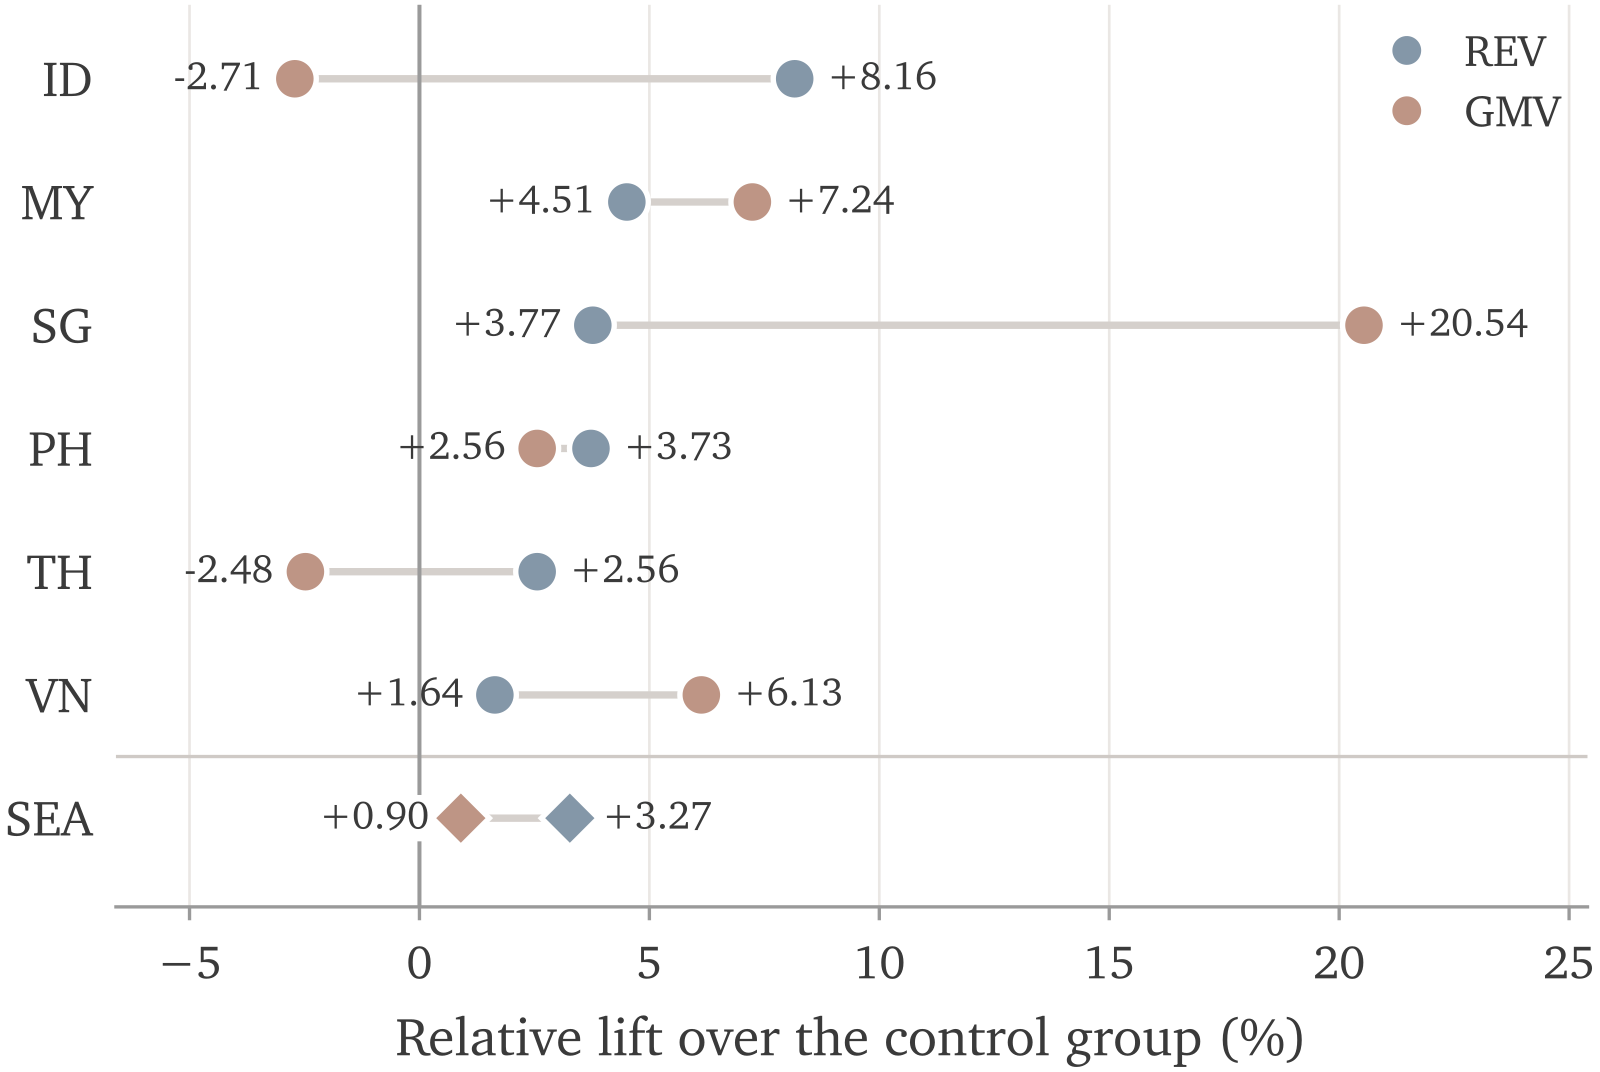 ID -2.71 +8.16 REV
GMV
MY +4.51 +7.24
SG +3.77 +20.54
PH +2.56 +3.73
TH -2.48 +2.56
VN +1.64 +6.13
SEA +0.90 +3.27
−5 0 5 10 15 20 25
Relative lift over the control group (%)